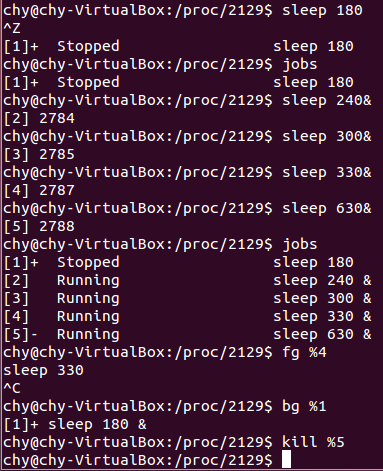 chy@chy-VirtualBox:/proc/2129$ sleep 180
^Z
[1]+  Stopped                 sleep 180
chy@chy-VirtualBox:/proc/2129$ jobs
[1]+  Stopped                 sleep 180
chy@chy-VirtualBox:/proc/2129$ sleep 240&
[2] 2784
chy@chy-VirtualBox:/proc/2129$ sleep 300&
[3] 2785
chy@chy-VirtualBox:/proc/2129$ sleep 330&
[4] 2787
chy@chy-VirtualBox:/proc/2129$ sleep 630&
[5] 2788
chy@chy-VirtualBox:/proc/2129$ jobs
[1]+  Stopped                 sleep 180
[2]   Running                 sleep 240 &
[3]   Running                 sleep 300 &
[4]   Running                 sleep 330 &
[5]-  Running                 sleep 630 &
chy@chy-VirtualBox:/proc/2129$ fg %4
sleep 330
^C
chy@chy-VirtualBox:/proc/2129$ bg %1
[1]+ sleep 180 &
chy@chy-VirtualBox:/proc/2129$ kill %5
chy@chy-VirtualBox:/proc/2129$